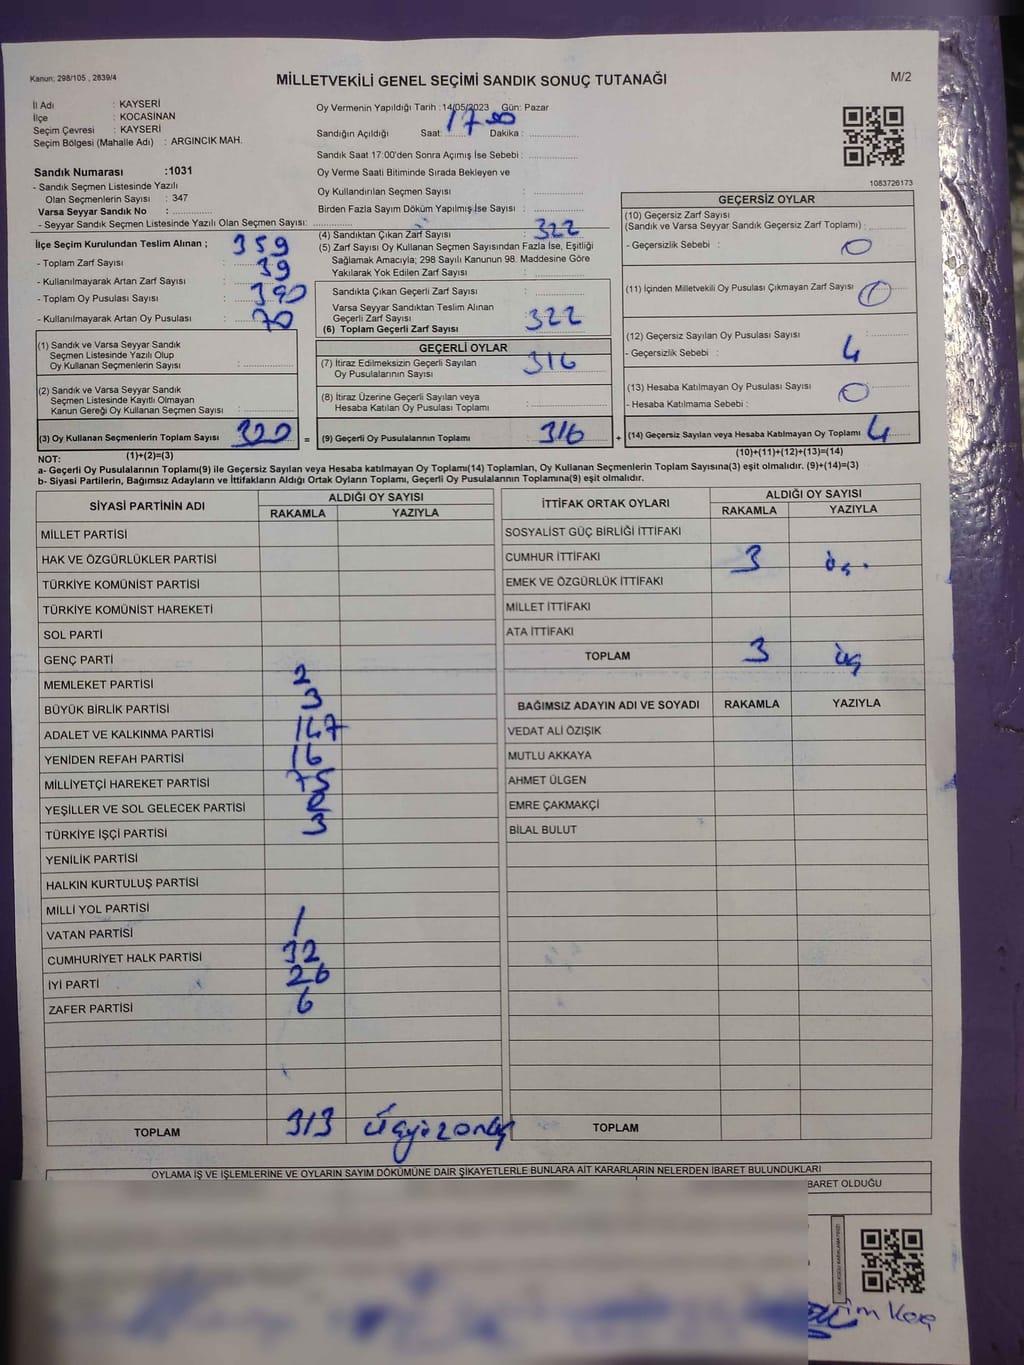 Kanun: 298/105 , 2839/4
MİLLETVEKİLİ GENEL SEÇİMİ SANDIK SONUÇ TUTANAĞI
M/2
İl Adı : KAYSERİ
İlçe : KOCASİNAN
Seçim Çevresi : KAYSERİ
Seçim Bölgesi (Mahalle Adı) : ARGINCIK MAH.
Sandık Numarası :1031
- Sandık Seçmen Listesinde Yazılı
Olan Seçmenlerin Sayısı : 347
Varsa Seyyar Sandık No :
- Seyyar Sandık Seçmen Listesinde Yazılı Olan Seçmen Sayısı:
Oy Vermenin Yapıldığı Tarih :14/05/2023 Gün: Pazar
Sandığın Açıldığı Saat: 17 00 Dakika :
Sandık Saat 17:00'den Sonra Açımış İse Sebebi :
Oy Verme Saati Bitiminde Sırada Bekleyen ve
Oy Kullandırılan Seçmen Sayısı :
Birden Fazla Sayım Döküm Yapılmış İse Sayısı :
1083726173
İlçe Seçim Kurulundan Teslim Alınan ; 359
- Toplam Zarf Sayısı : 39
- Kullanılmayarak Artan Zarf Sayısı : 390
- Toplam Oy Pusulası Sayısı : 70
- Kullanılmayarak Artan Oy Pusulası :
(1) Sandık ve Varsa Seyyar Sandık
Seçmen Listesinde Yazılı Olup
Oy Kullanan Seçmenlerin Sayısı :
(2) Sandık ve Varsa Seyyar Sandık
Seçmen Listesinde Kayıtlı Olmayan
Kanun Gereği Oy Kullanan Seçmen Sayısı :
(3) Oy Kullanan Seçmenlerin Toplam Sayısı 320 =
(4) Sandıktan Çıkan Zarf Sayısı : 322
(5) Zarf Sayısı Oy Kullanan Seçmen Sayısından Fazla İse, Eşitliği
Sağlamak Amacıyla; 298 Sayılı Kanunun 98. Maddesine Göre
Yakılarak Yok Edilen Zarf Sayısı :
Sandıkta Çıkan Geçerli Zarf Sayısı :
Varsa Seyyar Sandıktan Teslim Alınan
Geçerli Zarf Sayısı
(6) Toplam Geçerli Zarf Sayısı : 322
GEÇERLİ OYLAR
(7) İtiraz Edilmeksizin Geçerli Sayılan
Oy Pusulalarının Sayısı : 316
(8) İtiraz Üzerine Geçerli Sayılan veya
Hesaba Katılan Oy Pusulası Toplamı :
(9) Geçerli Oy Pusulalarının Toplamı 316 +
GEÇERSİZ OYLAR
(10) Geçersiz Zarf Sayısı
(Sandık ve Varsa Seyyar Sandık Geçersiz Zarf Toplamı) :
- Geçersizlik Sebebi : 0
(11) İçinden Milletvekili Oy Pusulası Çıkmayan Zarf Sayısı :
(12) Geçersiz Sayılan Oy Pusulası Sayısı :
- Geçersizlik Sebebi : 4
(13) Hesaba Katılmayan Oy Pusulası Sayısı : 0
- Hesaba Katılmama Sebebi :
(14) Geçersiz Sayılan veya Hesaba Katılmayan Oy Pusulası Toplamı 4
NOT: (1)+(2)=(3)
(10)+(11)+(12)+(13)=(14)
a- Geçerli Oy Pusulalarının Toplamı(9) ile Geçersiz Sayılan veya Hesaba katılmayan Oy Toplamı(14) Toplamları, Oy Kullanan Seçmenlerin Toplam Sayısına(3) eşit olmalıdır. (9)+(14)=(3)
b- Siyasi Partilerin, Bağımsız Adayların ve İttifakların Aldığı Ortak Oyların Toplamı, Geçerli Oy Pusulalarının Toplamına(9) eşit olmalıdır.
SİYASİ PARTİNİN ADI ALDIĞI OY SAYISI
RAKAMLA YAZIYLA
MİLLET PARTİSİ
HAK VE ÖZGÜRLÜKLER PARTİSİ
TÜRKİYE KOMÜNİST PARTİSİ
TÜRKİYE KOMÜNİST HAREKETİ
SOL PARTİ
GENÇ PARTİ
MEMLEKET PARTİSİ 2
BÜYÜK BİRLİK PARTİSİ 3
ADALET VE KALKINMA PARTİSİ 147
YENİDEN REFAH PARTİSİ 16
MİLLİYETÇİ HAREKET PARTİSİ 75
YEŞİLLER VE SOL GELECEK PARTİSİ
TÜRKİYE İŞÇİ PARTİSİ 3
YENİLİK PARTİSİ
HALKIN KURTULUŞ PARTİSİ
MİLLİ YOL PARTİSİ
VATAN PARTİSİ 1
CUMHURİYET HALK PARTİSİ 32
İYİ PARTİ 26
ZAFER PARTİSİ 6
TOPLAM 313 Üçyüzonüç
İTTİFAK ORTAK OYLARI ALDIĞI OY SAYISI
RAKAMLA YAZIYLA
SOSYALİST GÜÇ BİRLİĞİ İTTİFAKI
CUMHUR İTTİFAKI 3 üç.
EMEK VE ÖZGÜRLÜK İTTİFAKI
MİLLET İTTİFAKI
ATA İTTİFAKI
TOPLAM 3 üç
BAĞIMSIZ ADAYIN ADI VE SOYADI RAKAMLA YAZIYLA
VEDAT ALİ ÖZIŞIK
MUTLU AKKAYA
AHMET ÜLGEN
EMRE ÇAKMAKÇİ
BİLAL BULUT
TOPLAM
OYLAMA İŞ VE İŞLEMLERİNE VE OYLARIN SAYIM DÖKÜMÜNE DAİR ŞİKAYETLERLE BUNLARA AİT KARARLARIN NELERDEN İBARET BULUNDUKLARI
BARET OLDUĞU